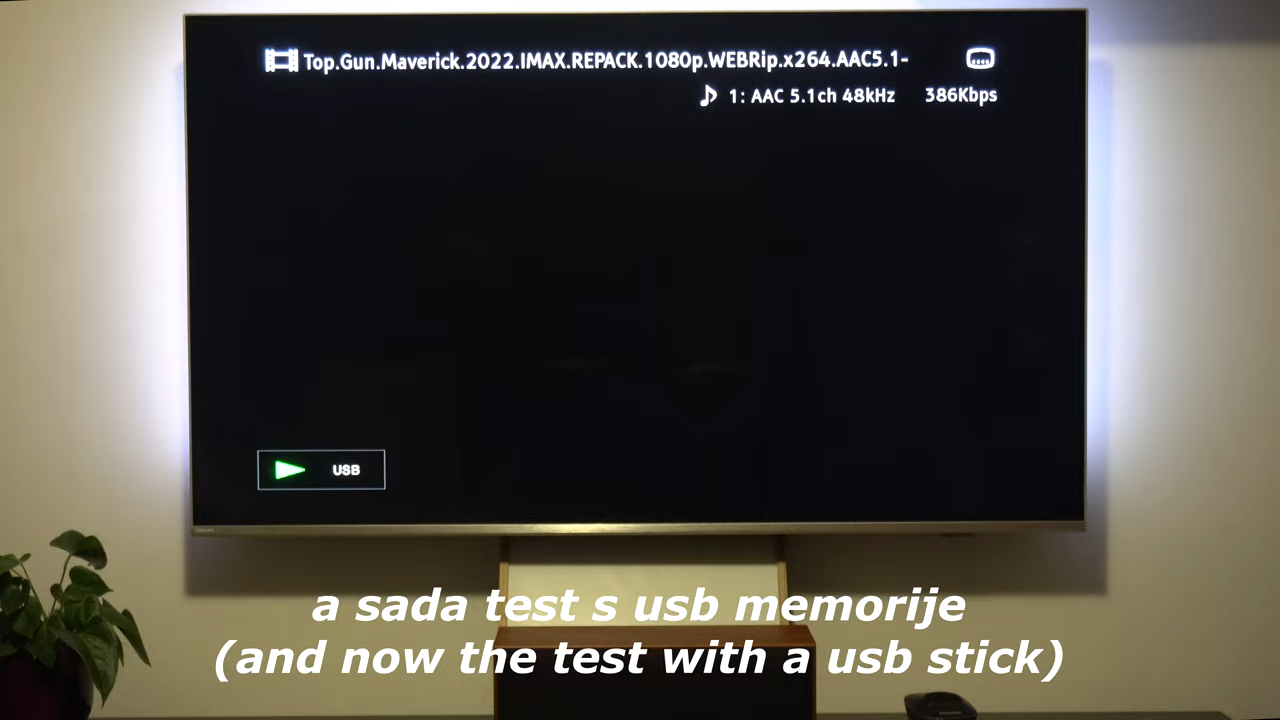 Top.Gun.Maverick.2022.IMAX.REPACK.1080p.WEBRip.x264.AAC5.1-
1: AAC 5.1ch 48kHz 386Kbps
USB
a sada test s usb memorije
(and now the test with a usb stick)